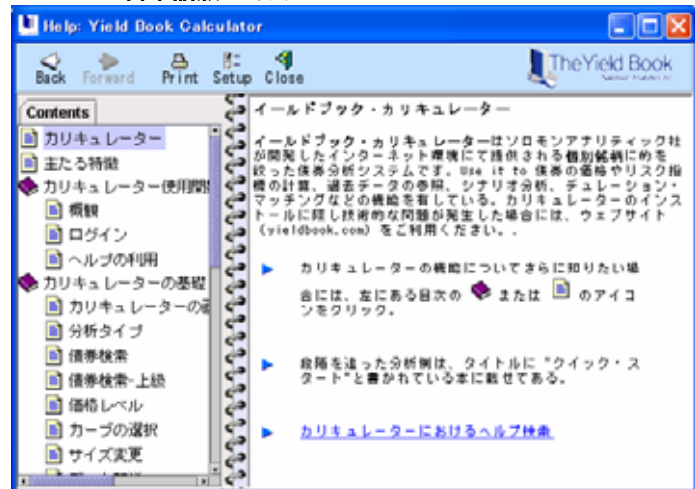 Help: Yield Book Calculator
Back Forward Print Setup Close
TheYield Book
Contents
カリキュレーター
主たる特徴
カリキュレーター使用開
概観
ログイン
ヘルプの利用
カリキュレーターの基礎
カリキュレーターの
分析タイプ
債券検索
債券検索-上級
価格レベル
カーブの選択
サイズ変更
イールドブック・カリキュレーター
イールドブック・カリキュレーターはソロモンアナリティック社
が開発したインターネット環境にて提供される個別銘柄に的を
絞った債券分析システムです。Use it to 債券の価格やリスク指
標の計算、過去データの参照、シナリオ分析、デュレーション・
マッチングなどの機能を有している。カリキュレーターのインス
トールに際し技術的な問題が発生した場合には、ウェブサイト
(yieldbook.com) をご利用ください。.
カリキュレーターの機能についてさらに知りたい場
合には、左にある目次の または のアイコ
ンをクリック。
段階を追った分析例は、タイトルに "クイック・ス
タート"と書かれている本に載せてある。
カリキュレーターにおけるヘルプ検索